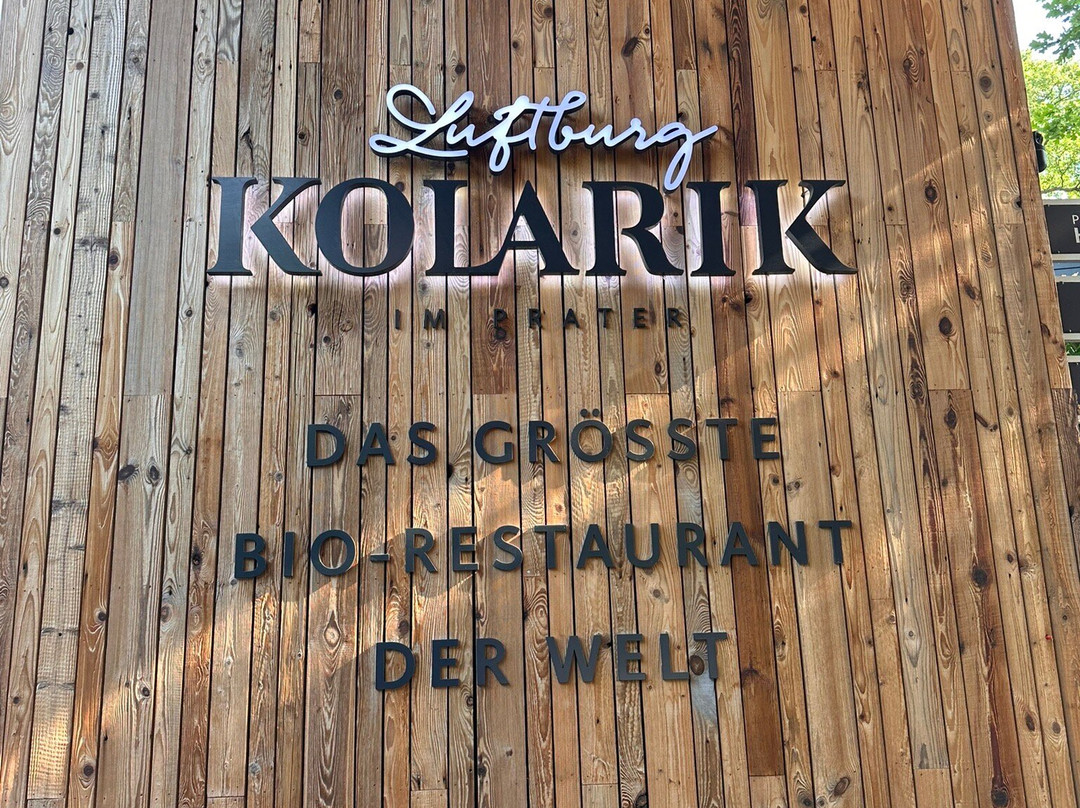 Luftburg
KOLARIK
IM PRATER
DAS GRÖSSTE
BIO-RESTAURANT
DER WELT